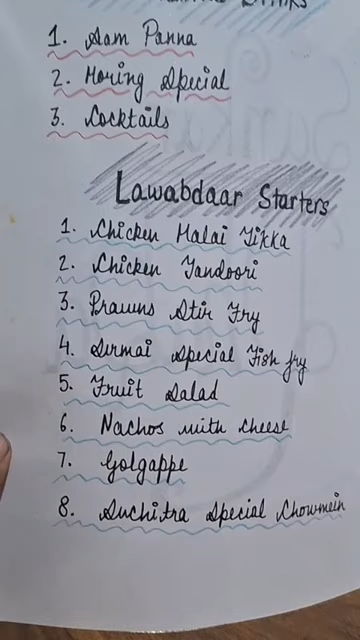 1. Aam Panna
2. Moring Special
3. Cocktails
Lawabdaar Starters
1. Chicken Malai Tikka
2. Chicken Tandoori
3. Prawns Stir Fry
4. Surmai Special Fish fry
5. Fruit Salad
6. Nachos with cheese
7. Golgappe
8. Suchitra Special Chowmein